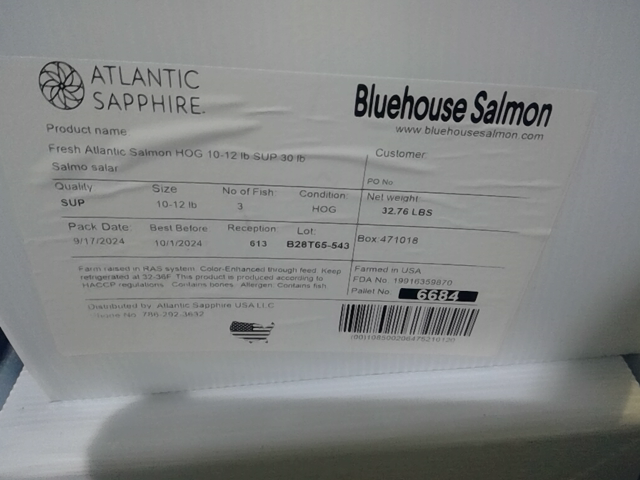 ATLANTIC
SAPPHIRE.
Bluehouse Salmon
www.bluehousesalmon.com
Product name
Fresh Atlantic Salmon HOG 10-12 lb SUP 30 lb
Salmo salar
Customer
PO No
Quality
SUP
Size
10-12 lb
No of Fish:
3
Condition:
HOG
Net weight
32.76 LBS
Pack Date:
9/17/2024
Best Before
10/1/2024
Reception:
613
Lot:
B28T65-543
Box 471018
Farm raised in RAS system. Color-Enhanced through feed. Keep
refrigerated at 32-36F. This product is produced according to
HACCP regulations. Contains bones. Allergen: Contains fish
Farmed in USA
FDA No. 19916359870
Pallet No. 6684
Distributed by: Atlantic Sapphire USA LLC
Phone No. 786.292.3632